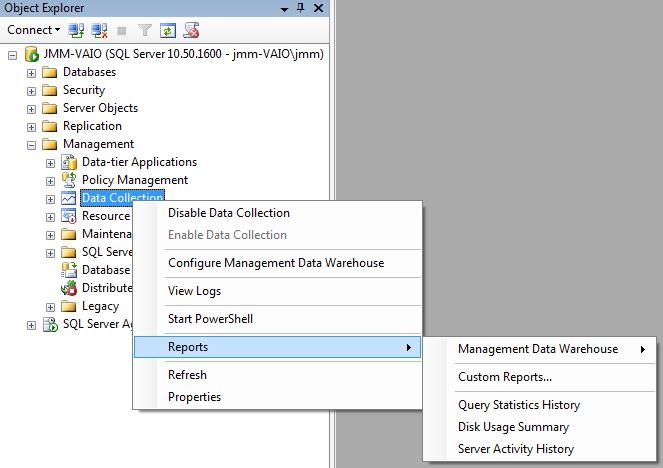 Object Explorer
Connect
JMM-VAIO (SQL Server 10.50.1600 - jmm-VAIO\jmm)
Databases
Security
Server Objects
Replication
Management
Data-tier Applications
Policy Management
Data Collection
Resource
Maintena
SQL Serve
Database
Distribute
Legacy
SQL Server Ag
Disable Data Collection
Enable Data Collection
Configure Management Data Warehouse
View Logs
Start PowerShell
Reports
Refresh
Properties
Management Data Warehouse
Custom Reports...
Query Statistics History
Disk Usage Summary
Server Activity History